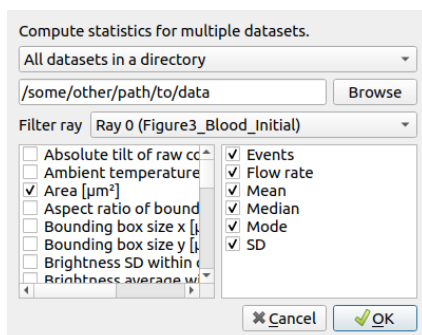 Compute statistics for multiple datasets.
All datasets in a directory
/some/other/path/to/data
Browse
Filter ray
Ray 0 (Figure3_Blood_Initial)
Absolute tilt of raw
Ambient temperature
Area [µm²]
Aspect ratio of bound
Bounding box size x
Bounding box size y
Brightness SD within
Brightness average
Events
Flow rate
Mean
Median
Mode
SD
Cancel
OK